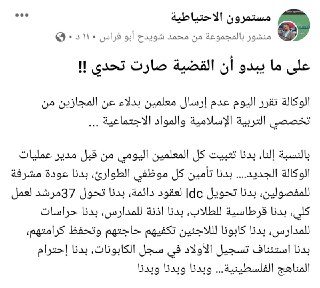 مستمرون الاحتياطية
منشور بالمجموعة من محمد شويدح أبو فراس • ١١ د •
على ما يبدو أن القضية صارت تحدي !!
الوكالة تقرر اليوم عدم إرسال معلمين بدلاء عن المجازين من
تخصصي التربية الإسلامية والمواد الاجتماعية ...
بالنسبة إلنا، بدنا تثبيت كل المعلمين اليومي من قبل مدير عمليات
الوكالة الجديد.... بدنا تأمين كل موظفي الطوارئ، بدنا عودة مشرفة
للمفصولين، بدنا تحويل ldc لعقود دائمة، بدنا تحول 37مرشد لعمل
كلي، بدنا قرطاسية للطلاب، بدنا اذنة للمدارس، بدنا حراسات
للمدارس، بدنا كابونا للاجئين تكفيهم حاجتهم وتحفظ كرامتهم،
بدنا استئناف تسجيل الأولاد في سجل الكابونات، بدنا إحترام
المناهج الفلسطينية... وبدنا وبدنا وبدنا